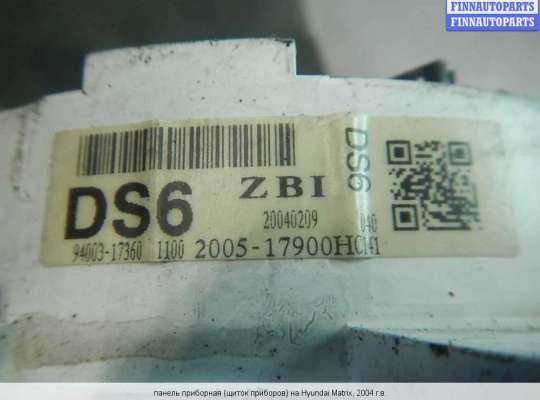 FINNAUTOPARTS
FINNAUTOPARTS
DS6
ZBI
DS6
20040209
040
94003-17360
1100
2005-17900HC141
панель приборная (щиток приборов) на Hyundai Matrix, 2004 г.в.